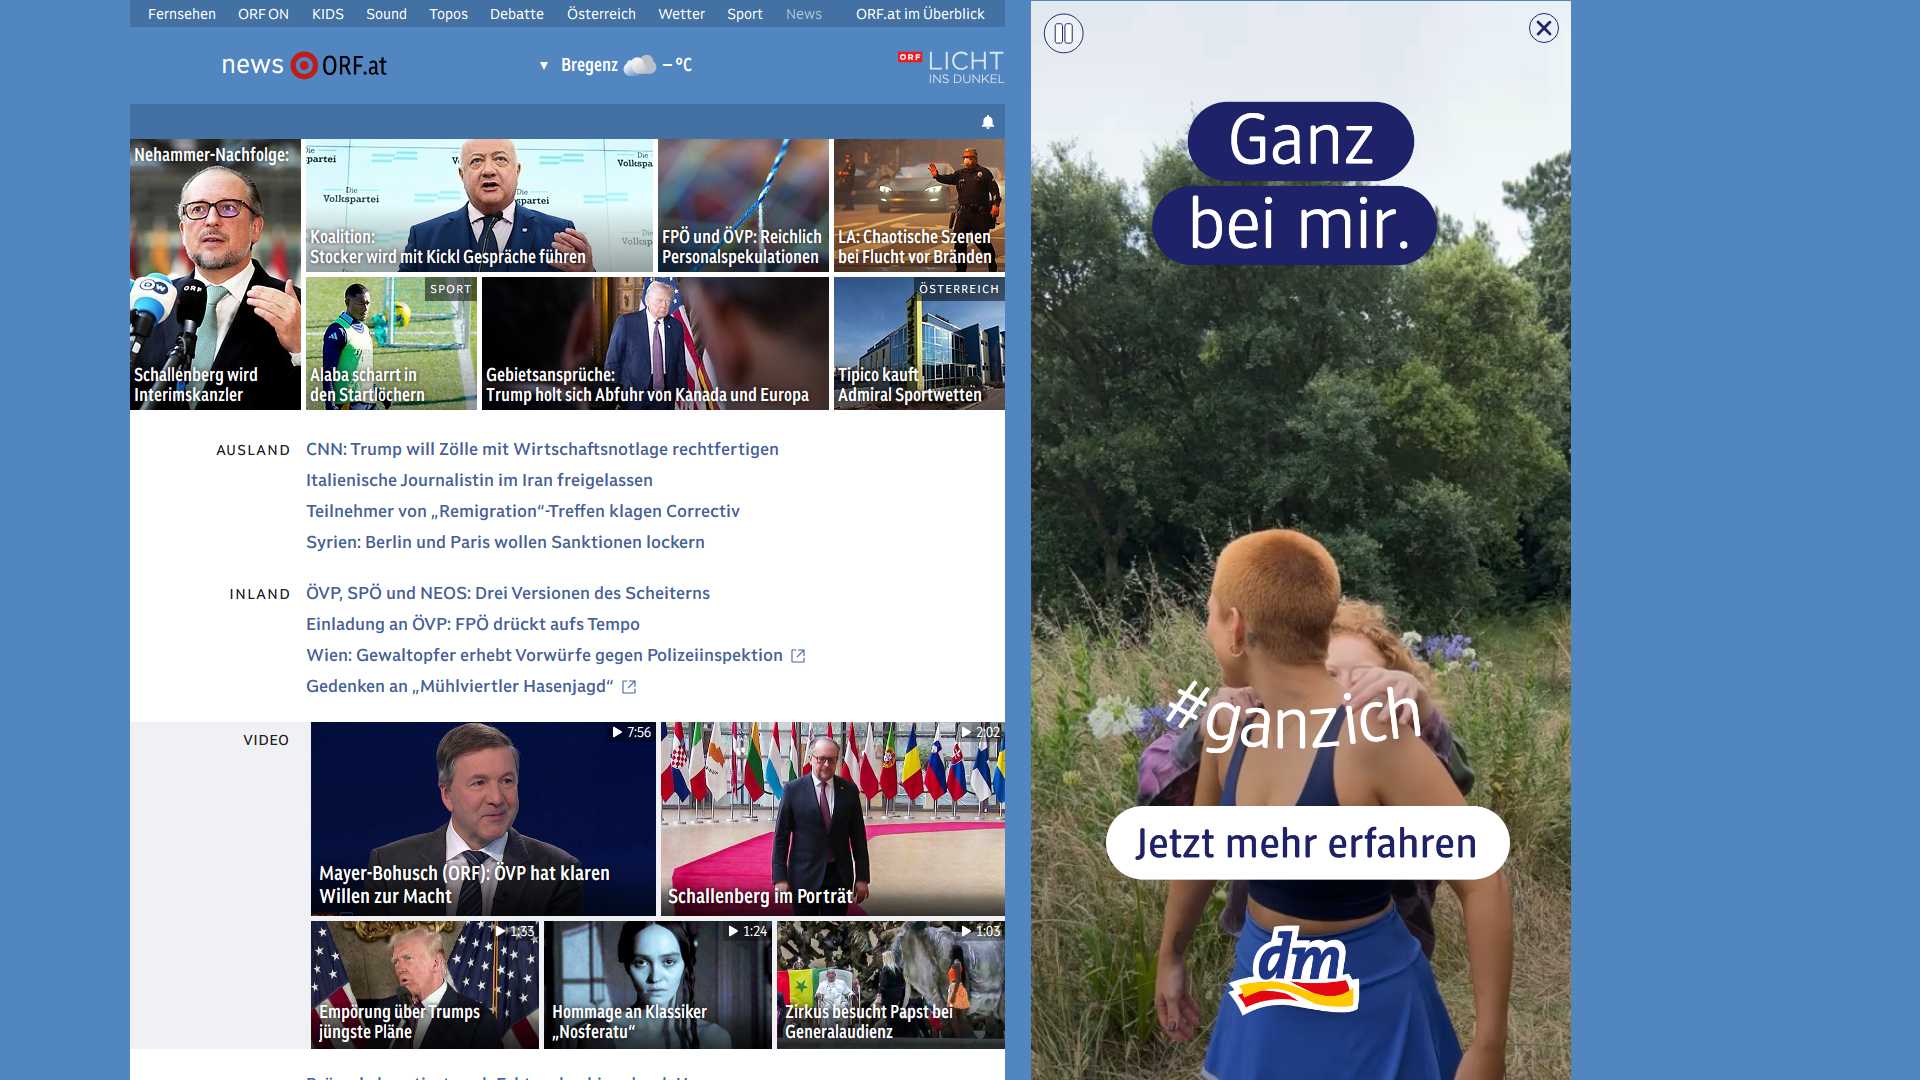 Fernsehen ORF ON KIDS Sound Topos Debatte Österreich Wetter Sport News ORF.at im Überblick
news ORF.at
Bregenz – °C
ORF LICHT
INS DUNKEL
Nehammer-Nachfolge:
Schallenberg wird
Interimskanzler
Die
Volkspartei
Koalition:
Stocker wird mit Kickl Gespräche führen
FPÖ und ÖVP: Reichlich
Personalspekulationen
LA: Chaotische Szenen
bei Flucht vor Bränden
DW
ORF
SPORT
Alaba scharrt in
den Startlöchern
Gebietsansprüche:
Trump holt sich Abfuhr von Kanada und Europa
ÖSTERREICH
Tipico kauft
Admiral Sportwetten
AUSLAND
CNN: Trump will Zölle mit Wirtschaftsnotlage rechtfertigen
Italienische Journalistin im Iran freigelassen
Teilnehmer von „Remigration“-Treffen klagen Correctiv
Syrien: Berlin und Paris wollen Sanktionen lockern
INLAND
ÖVP, SPÖ und NEOS: Drei Versionen des Scheiterns
Einladung an ÖVP: FPÖ drückt aufs Tempo
Wien: Gewaltopfer erhebt Vorwürfe gegen Polizeiinspektion
Gedenken an „Mühlviertler Hasenjagd“
VIDEO
7:56
Mayer-Bohusch (ORF): ÖVP hat klaren
Willen zur Macht
2:02
Schallenberg im Porträt
1:33
Empörung über Trumps
jüngste Pläne
1:24
Hommage an Klassiker
„Nosferatu“
1:03
Zirkus besucht Papst bei
Generalaudienz
Ganz
bei mir.
#ganzich
Jetzt mehr erfahren
dm